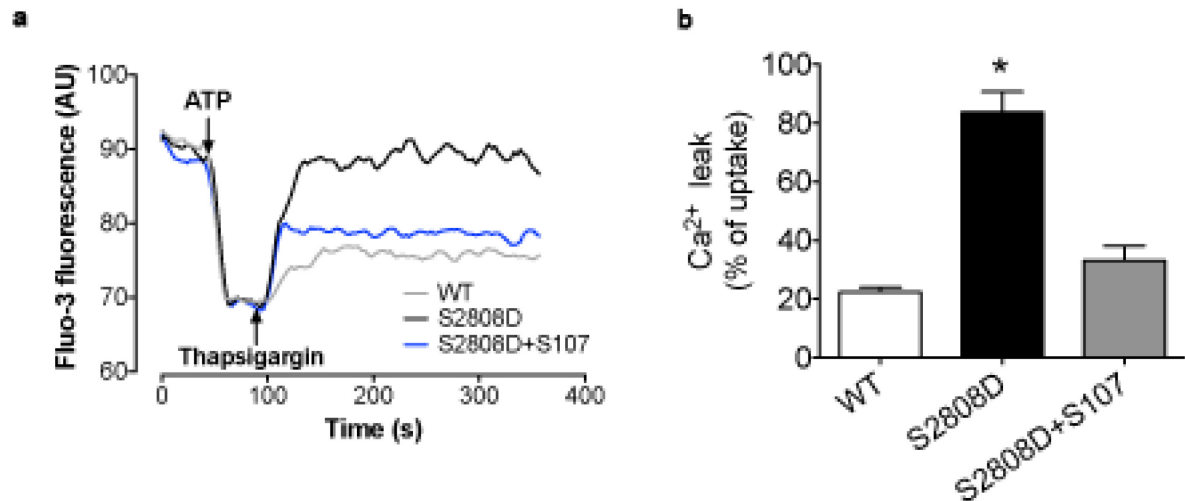 a
Fluo-3 fluorescence (AU)
100
90
80
70
60
ATP
Thapsigargin
WT
S2808D
S2808D+S107
0
100
200
300
400
Time (s)
b
Ca²⁺ leak
(% of uptake)
100
80
60
40
20
0
*
WT
S2808D
S2808D+S107